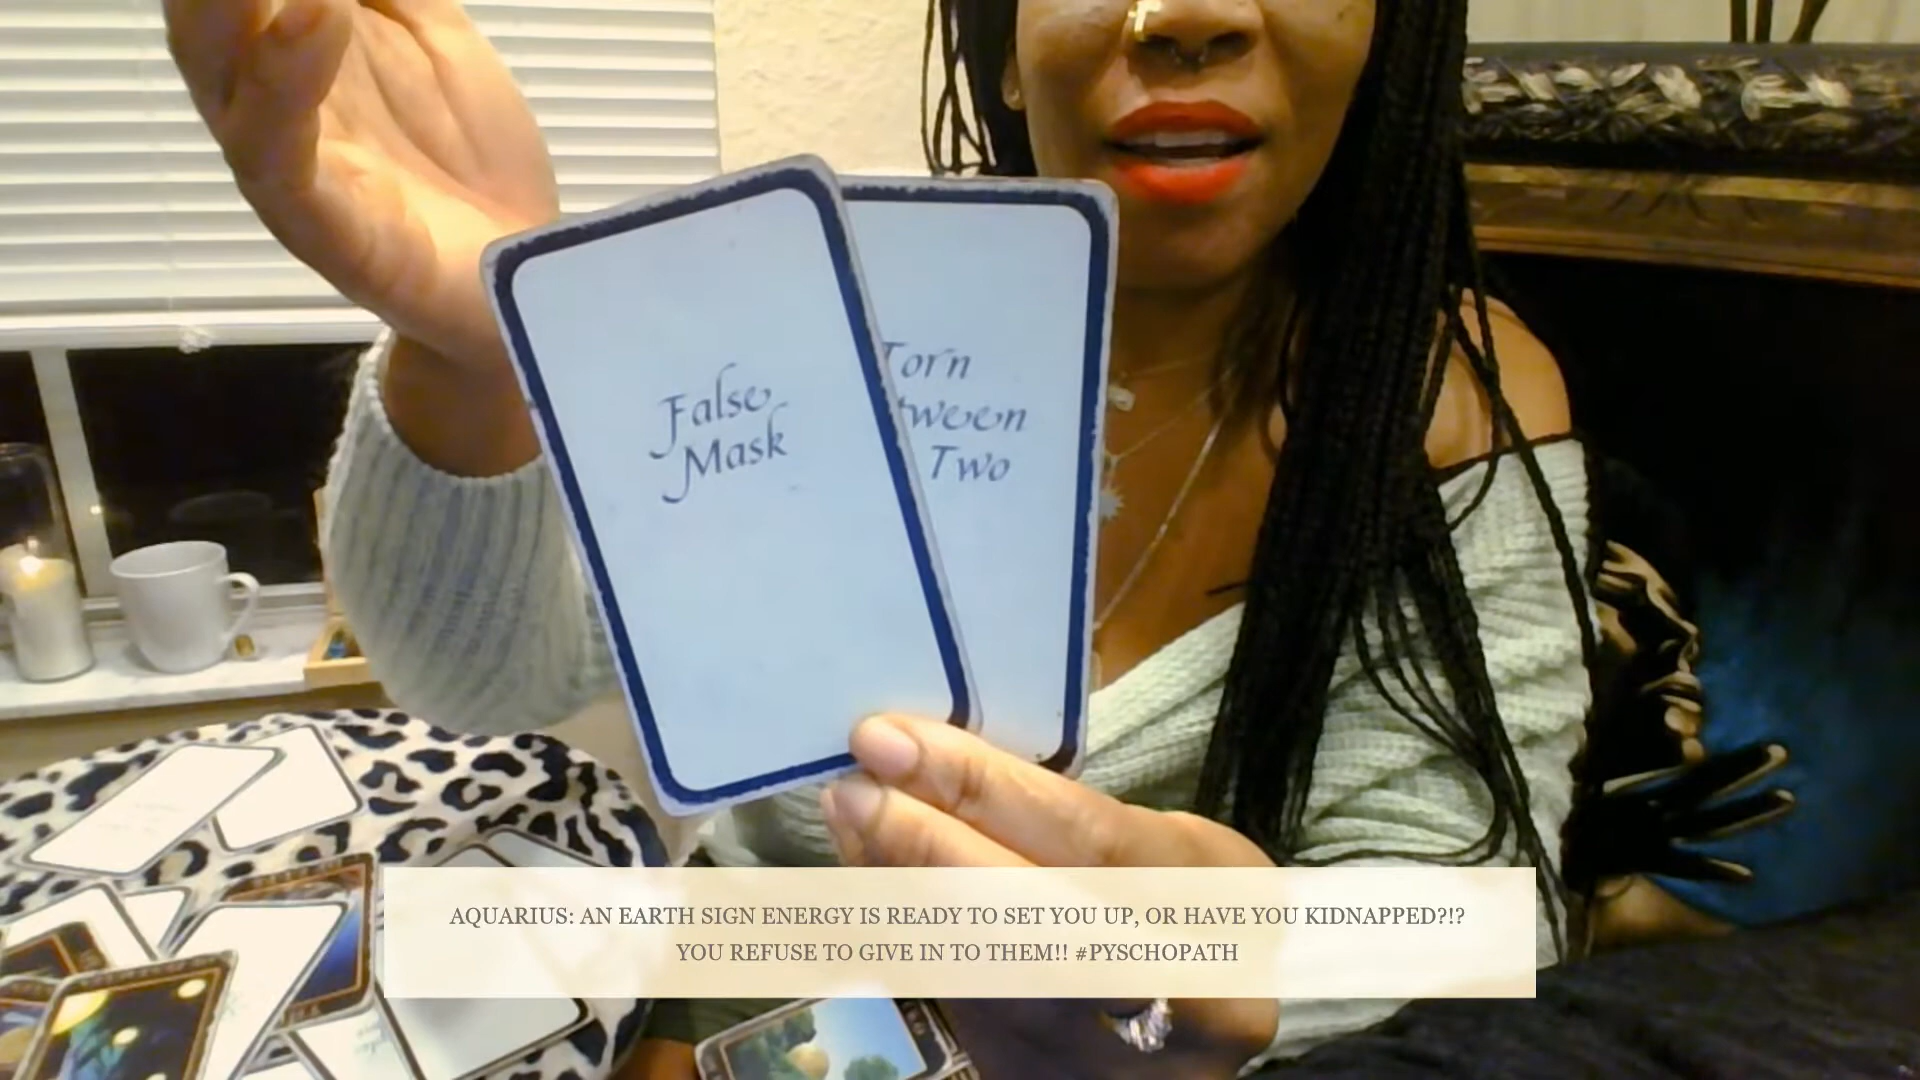 False
Mask
Torn
tween
Two
AQUARIUS: AN EARTH SIGN ENERGY IS READY TO SET YOU UP, OR HAVE YOU KIDNAPPED?!?
YOU REFUSE TO GIVE IN TO THEM!! #PYSCHOPATH